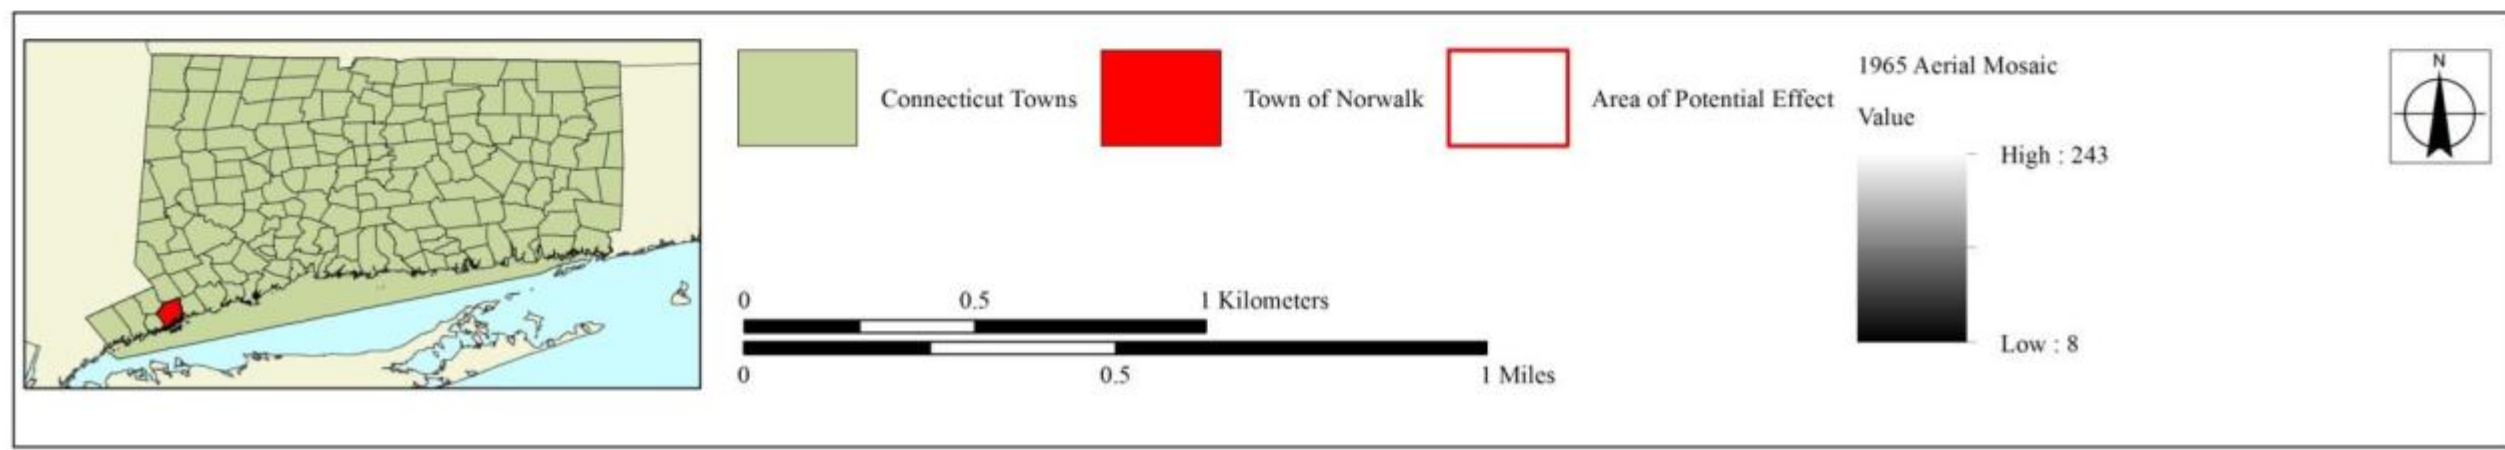 Connecticut Towns
Town of Norwalk
Area of Potential Effect
1965 Aerial Mosaic
Value
High : 243
Low : 8
N
0 0.5 1 Kilometers
0 0.5 1 Miles